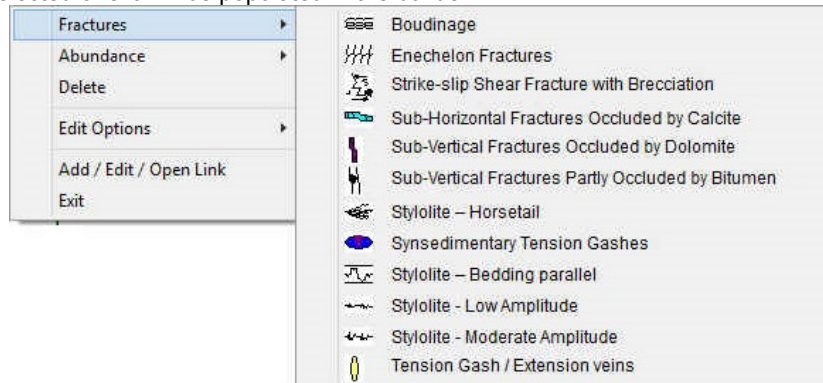 Fractures
Abundance
Delete
Edit Options
Add / Edit / Open Link
Exit
Boudinage
Enechelon Fractures
Strike-slip Shear Fracture with Brecciation
Sub-Horizontal Fractures Occluded by Calcite
Sub-Vertical Fractures Occluded by Dolomite
Sub-Vertical Fractures Partly Occluded by Bitumen
Stylolite – Horsetail
Synsedimentary Tension Gashes
Stylolite – Bedding parallel
Stylolite - Low Amplitude
Stylolite - Moderate Amplitude
Tension Gash / Extension veins